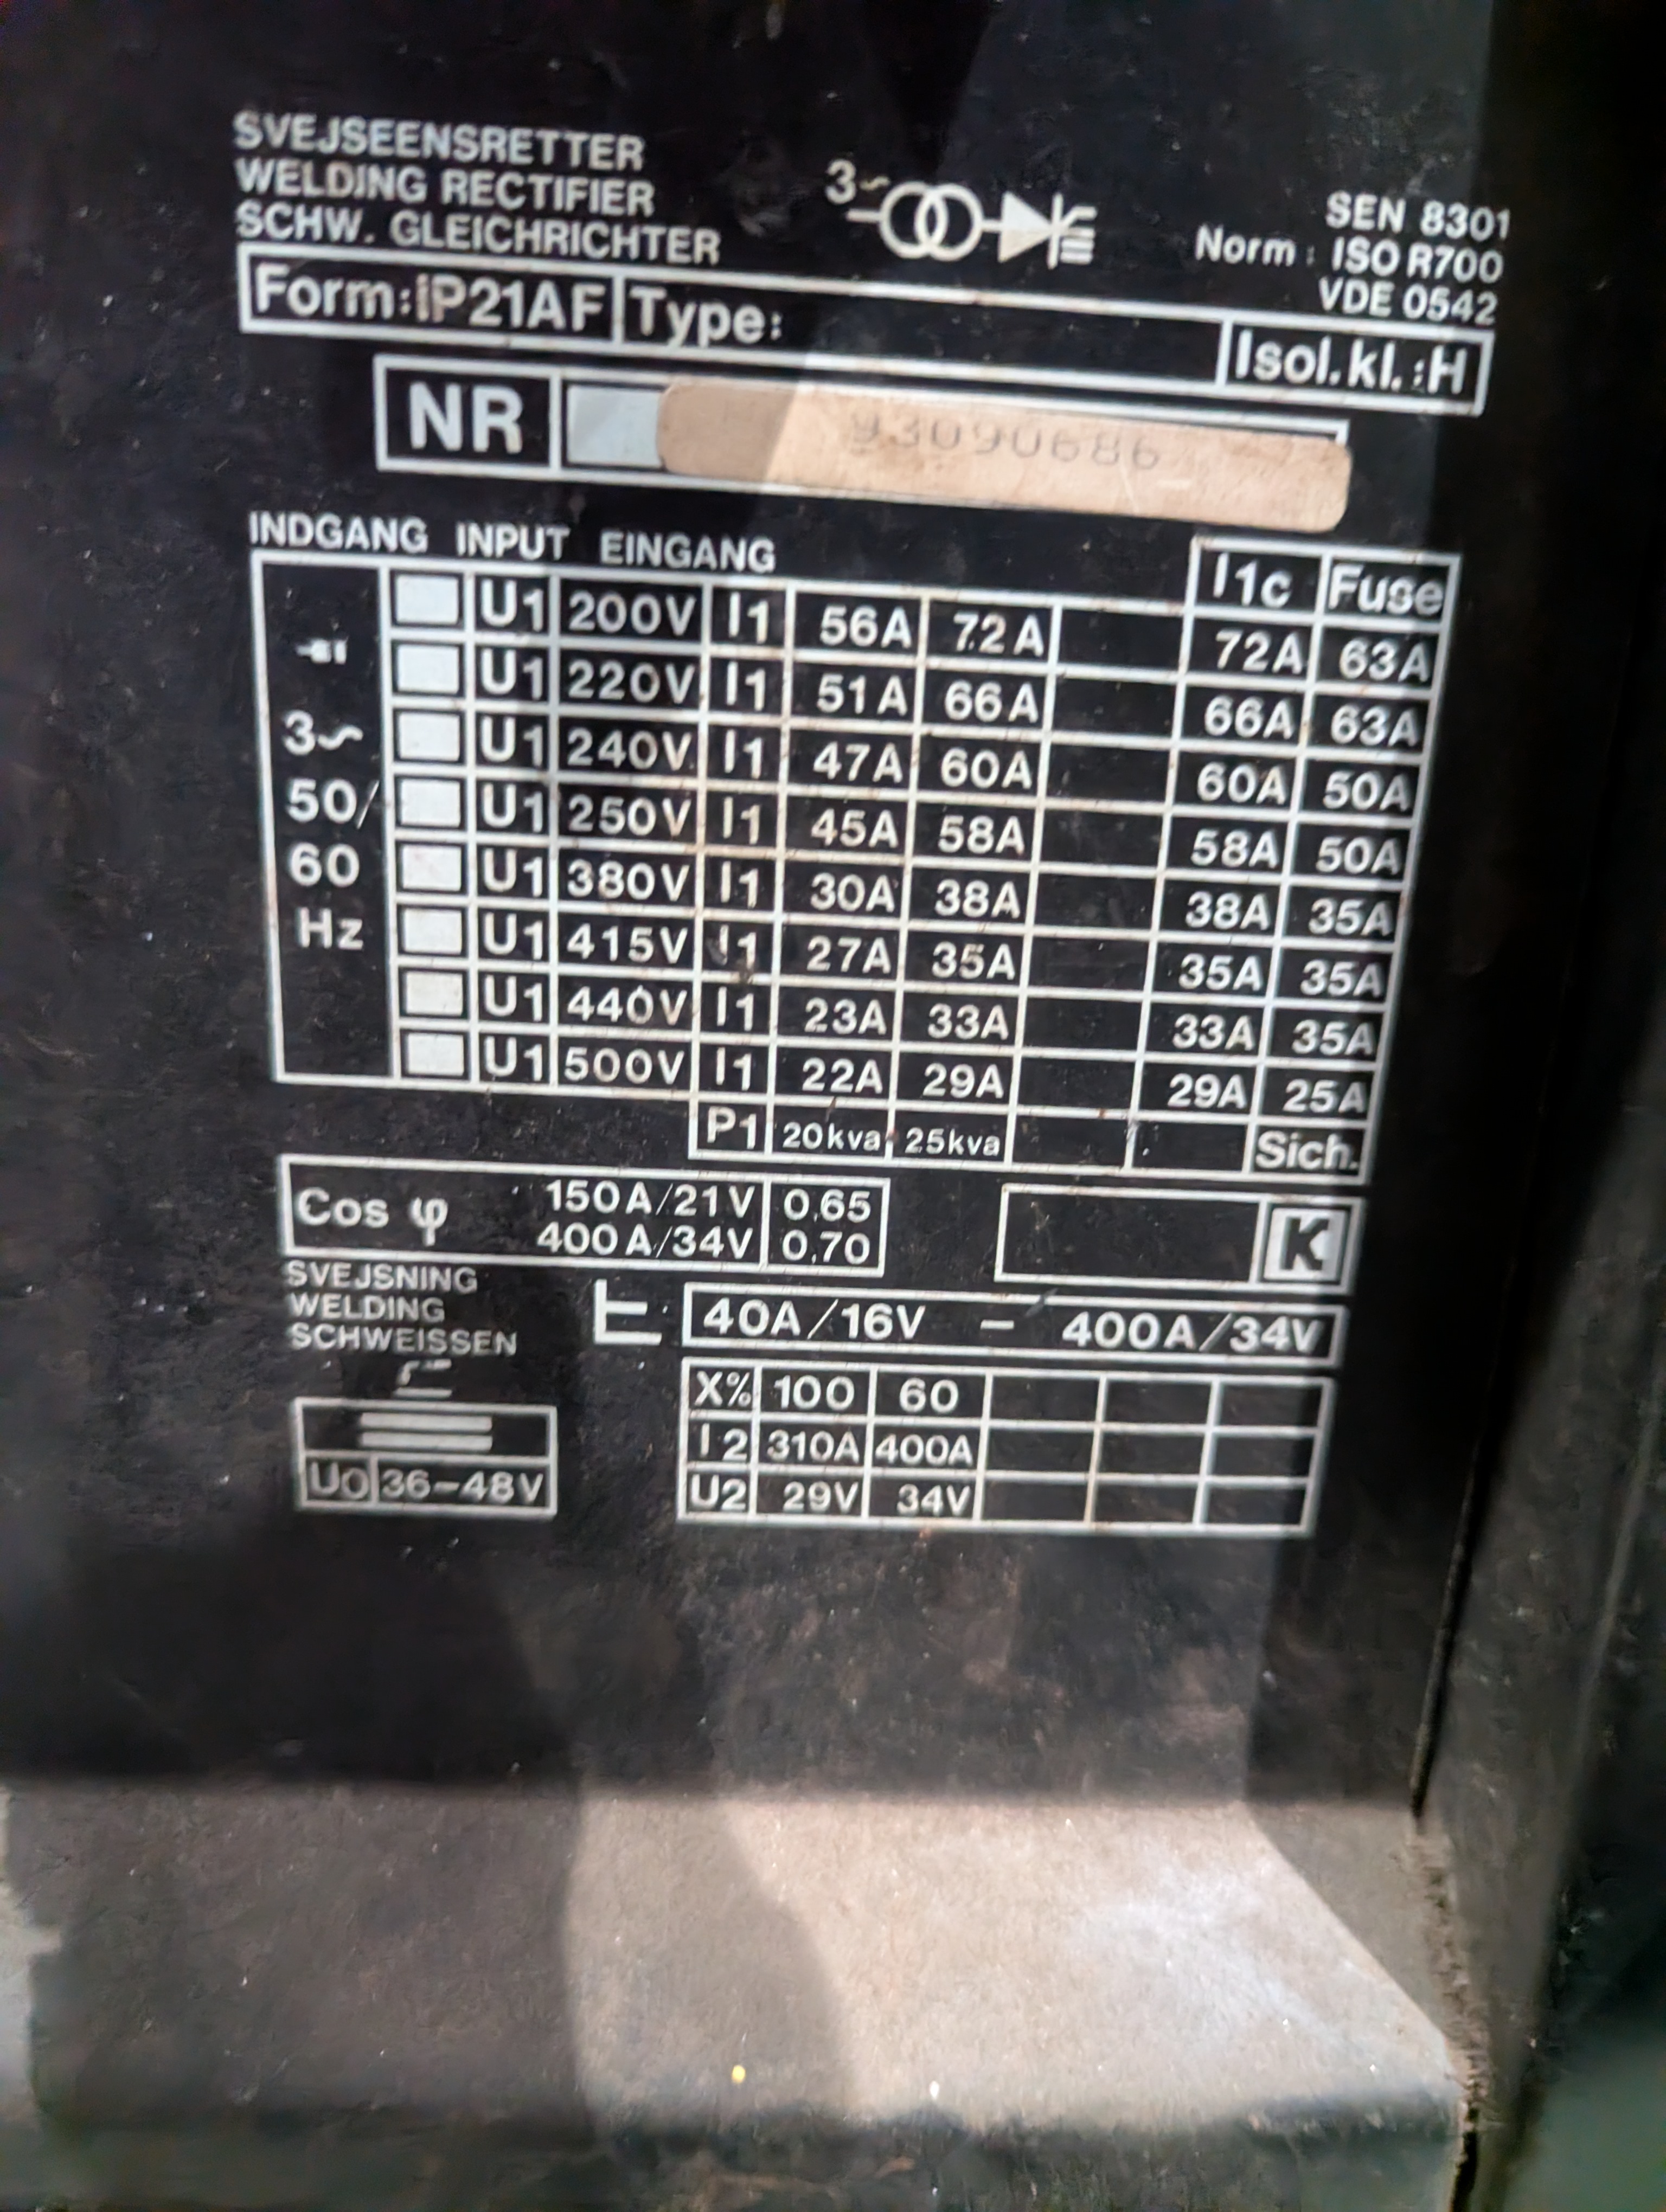 SVEJSEENSRETTER
WELDING RECTIFIER
SCHW. GLEICHRICHTER
3~
SEN 8301
Norm : ISO R700
VDE 0542
Form:iP21AF Type: Isol.kl.:H
NR 93090686
INDGANG INPUT EINGANG
I1c Fuse
U1 200V I1 56A 72A 72A 63A
U1 220V I1 51A 66A 66A 63A
3~ U1 240V I1 47A 60A 60A 50A
50/ U1 250V I1 45A 58A 58A 50A
60 U1 380V I1 30A 38A 38A 35A
Hz U1 415V I1 27A 35A 35A 35A
U1 440V I1 23A 33A 33A 35A
U1 500V I1 22A 29A 29A 25A
P1 20kva 25kva Sich.
Cos φ 150A/21V 0,65
400A/34V 0,70
K
SVEJSNING
WELDING
SCHWEISSEN
40A/16V – 400A/34V
X% 100 60
I2 310A 400A
U0 36-48V
U2 29V 34V